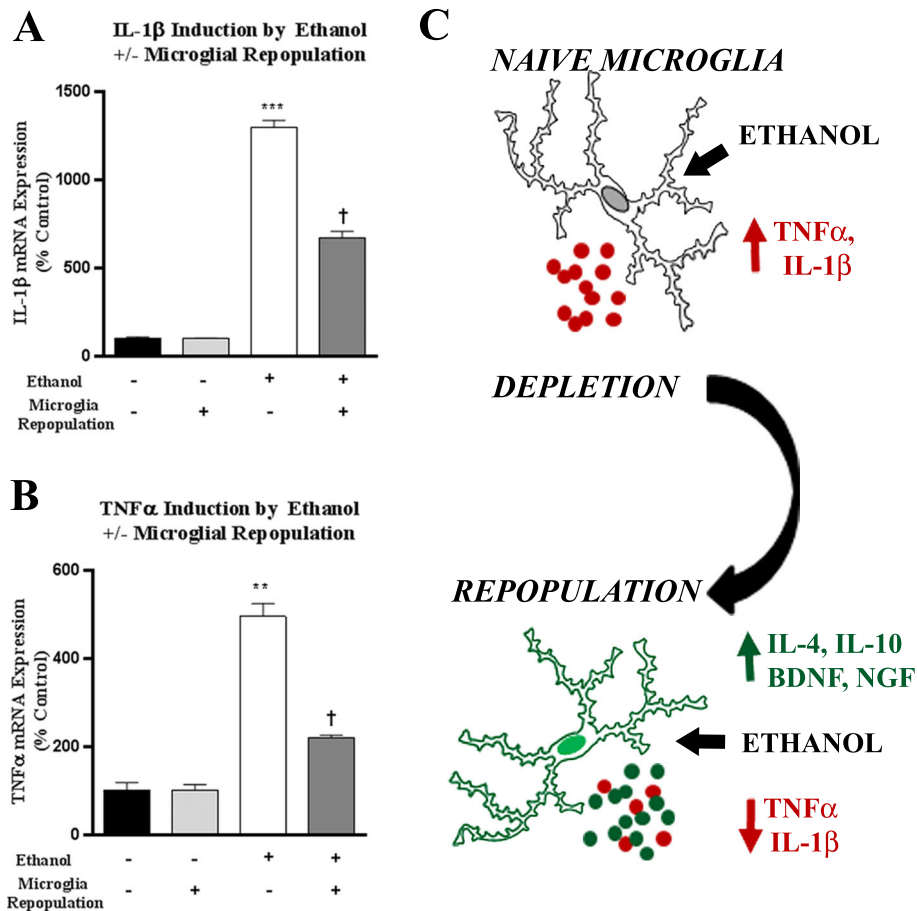 A
IL-1β Induction by Ethanol
+/- Microglial Repopulation
IL-1β mRNA Expression
(% Control)
1500
1000
500
0
***
†
Ethanol - - + +
Microglia
Repopulation - + - +
B
TNFα Induction by Ethanol
+/- Microglial Repopulation
TNFα mRNA Expression
(% Control)
600
400
200
0
**
†
Ethanol - - + +
Microglia
Repopulation - + - +
C
NAIVE MICROGLIA
ETHANOL
TNFα,
IL-1β
DEPLETION
REPOPULATION
IL-4, IL-10
BDNF, NGF
ETHANOL
TNFα
IL-1β